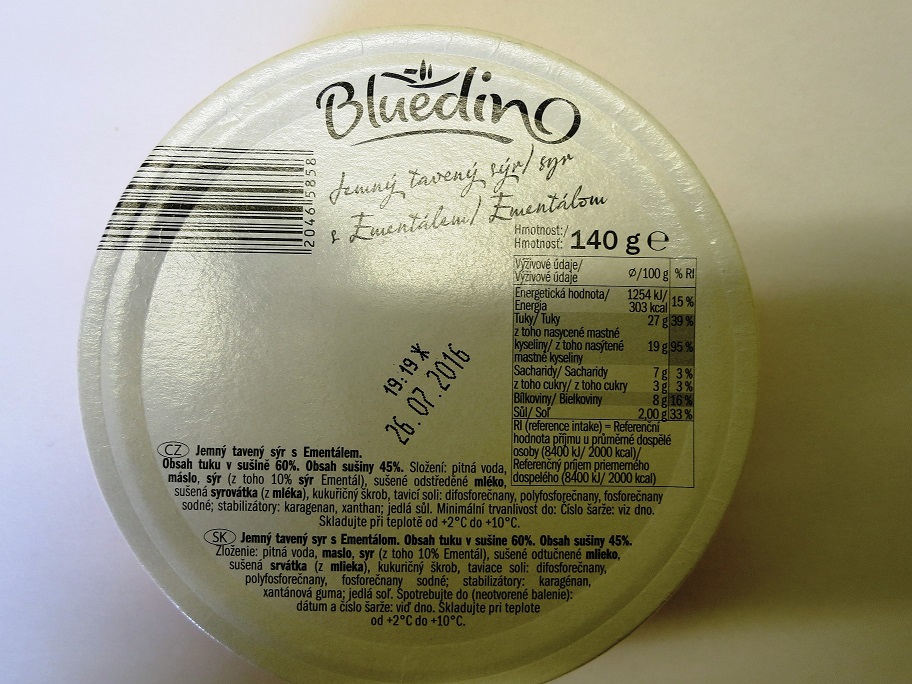 Bluedino
Jemný tavený sýr/ syr
s Ementálem/ Ementálom
20465858
Hmotnost:/
Hmotnosť: 140 g ℮
Výživové údaje/
Výživové údaje ø/100 g % RI
Energetická hodnota/ 1254 kJ/
Energia 303 kcal 15 %
Tuky/ Tuky 27 g 39 %
z toho nasycené mastné
kyseliny/ z toho nasýtené 19 g 95 %
mastné kyseliny
Sacharidy/ Sacharidy 7 g 3 %
z toho cukry/ z toho cukry 3 g 3 %
Bílkoviny/ Bielkoviny 8 g 16 %
Sůl/ Soľ 2,00 g 33 %
RI (reference intake) = Referenční
hodnota příjmu u průměrné dospělé
osoby (8400 kJ/ 2000 kcal)/
Referenčný príjem priemerného
dospelého (8400 kJ/ 2000 kcal)
19:19 X
26.07.2016
CZ Jemný tavený sýr s Ementálem.
Obsah tuku v sušině 60%. Obsah sušiny 45%. Složení: pitná voda,
máslo, sýr (z toho 10% sýr Ementál), sušené odstředěné mléko,
sušená syrovátka (z mléka), kukuřičný škrob, tavicí soli: difosforečnany, polyfosforečnany, fosforečnany
sodné; stabilizátory: karagenan, xanthan; jedlá sůl. Minimální trvanlivost do: Číslo šarže: viz dno.
Skladujte při teplotě od +2°C do +10°C.
SK Jemný tavený syr s Ementálom. Obsah tuku v sušine 60%. Obsah sušiny 45%.
Zloženie: pitná voda, maslo, syr (z toho 10% Ementál), sušené odtučnené mlieko,
sušená srvátka (z mlieka), kukuričný škrob, taviace soli: difosforečnany,
polyfosforečnany, fosforečnany sodné; stabilizátory: karagénan,
xantánová guma; jedlá soľ. Spotrebujte do (neotvorené balenie):
dátum a číslo šarže: viď dno. Skladujte pri teplote
od +2°C do +10°C.